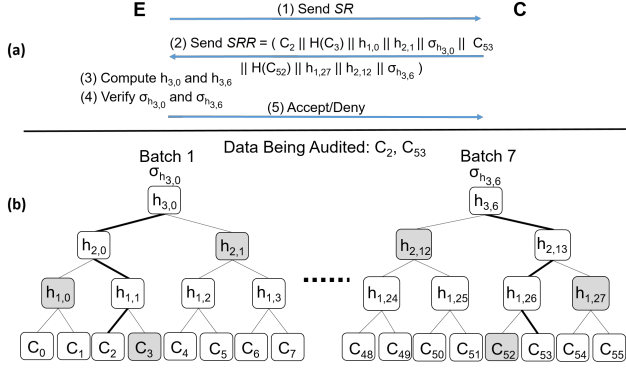 E C
(1) Send SR
(a)
(2) Send SRR = ( C2 || H(C3) || h1,0 || h2,1 || σh3,0 || C53
|| H(C52) || h1,27 || h2,12 || σh3,6 )
(3) Compute h3,0 and h3,6
(4) Verify σh3,0 and σh3,6
(5) Accept/Deny
Data Being Audited: C2, C53
Batch 1 Batch 7
σh3,0 σh3,6
(b)
h3,0 h3,6
h2,0 h2,1 h2,12 h2,13
h1,0 h1,1 h1,2 h1,3 h1,24 h1,25 h1,26 h1,27
C0 C1 C2 C3 C4 C5 C6 C7 C48 C49 C50 C51 C52 C53 C54 C55